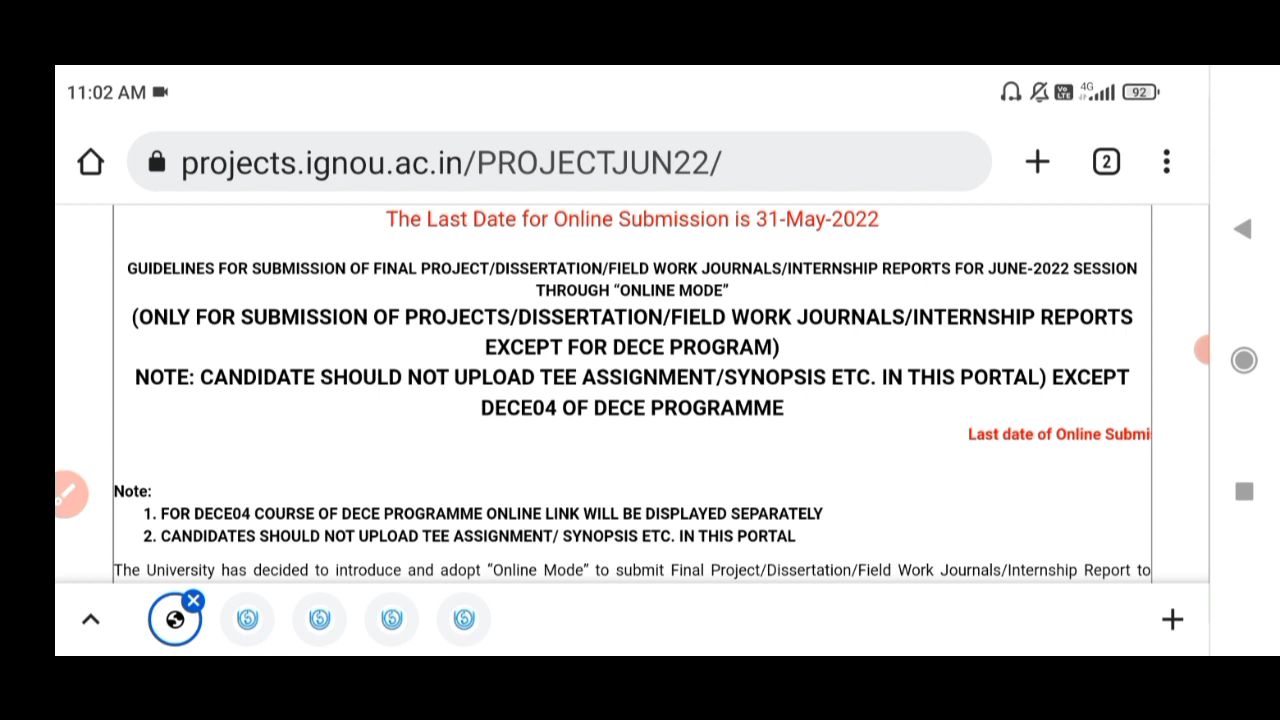 11:02 AM
Vo LTE 4G 92
projects.ignou.ac.in/PROJECTJUN22/
2
The Last Date for Online Submission is 31-May-2022
GUIDELINES FOR SUBMISSION OF FINAL PROJECT/DISSERTATION/FIELD WORK JOURNALS/INTERNSHIP REPORTS FOR JUNE-2022 SESSION
THROUGH “ONLINE MODE”
(ONLY FOR SUBMISSION OF PROJECTS/DISSERTATION/FIELD WORK JOURNALS/INTERNSHIP REPORTS
EXCEPT FOR DECE PROGRAM)
NOTE: CANDIDATE SHOULD NOT UPLOAD TEE ASSIGNMENT/SYNOPSIS ETC. IN THIS PORTAL) EXCEPT
DECE04 OF DECE PROGRAMME
Last date of Online Submi
Note:
1. FOR DECE04 COURSE OF DECE PROGRAMME ONLINE LINK WILL BE DISPLAYED SEPARATELY
2. CANDIDATES SHOULD NOT UPLOAD TEE ASSIGNMENT/ SYNOPSIS ETC. IN THIS PORTAL
The University has decided to introduce and adopt “Online Mode” to submit Final Project/Dissertation/Field Work Journals/Internship Report to